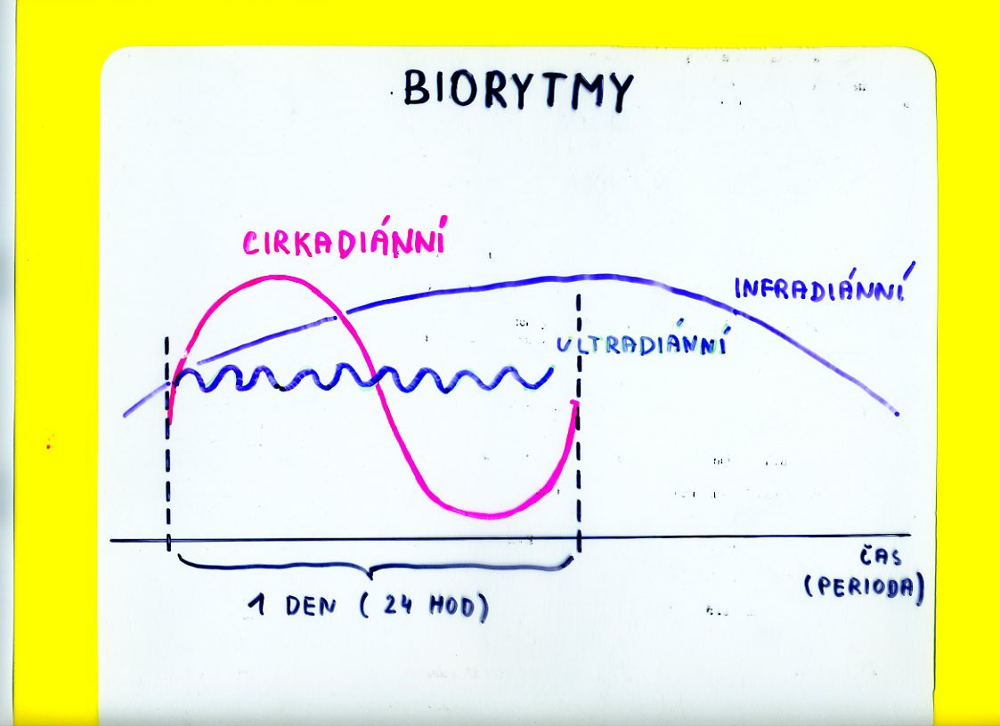 BIORYTMY
CIRKADIÁNNÍ
INFRADIÁNNÍ
ULTRADIÁNNÍ
ČAS
(PERIODA)
1 DEN (24 HOD)